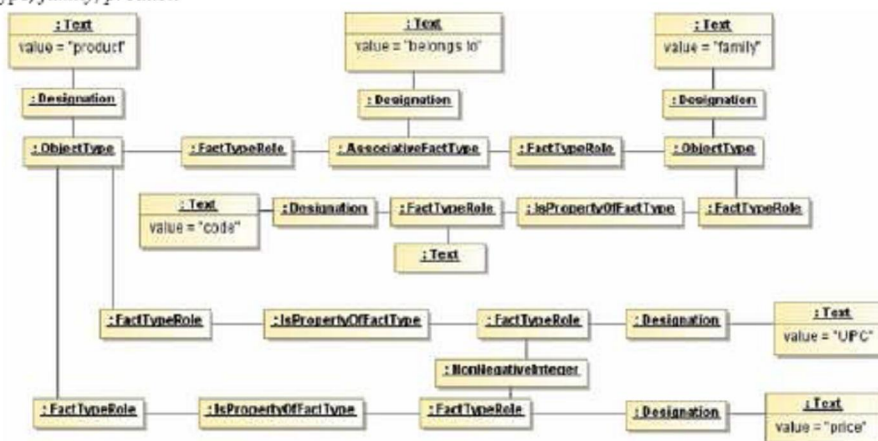 : Text
: Text
: Text
value = "product"
value = "belongs to"
value = "family"
: Designation
: Designation
: Designation
: ObjectType
: FactTypeRole
: AssociativeFactType
: FactTypeRole
: ObjectType
: Text
value = "code"
: Designation
: FactTypeRole
: IsPropertyOfFactType
: FactTypeRole
: Text
: FactTypeRole
: IsPropertyOfFactType
: FactTypeRole
: Designation
: Text
value = "UPC"
: NonNegativeInteger
: FactTypeRole
: IsPropertyOfFactType
: FactTypeRole
: Designation
: Text
value = "price"